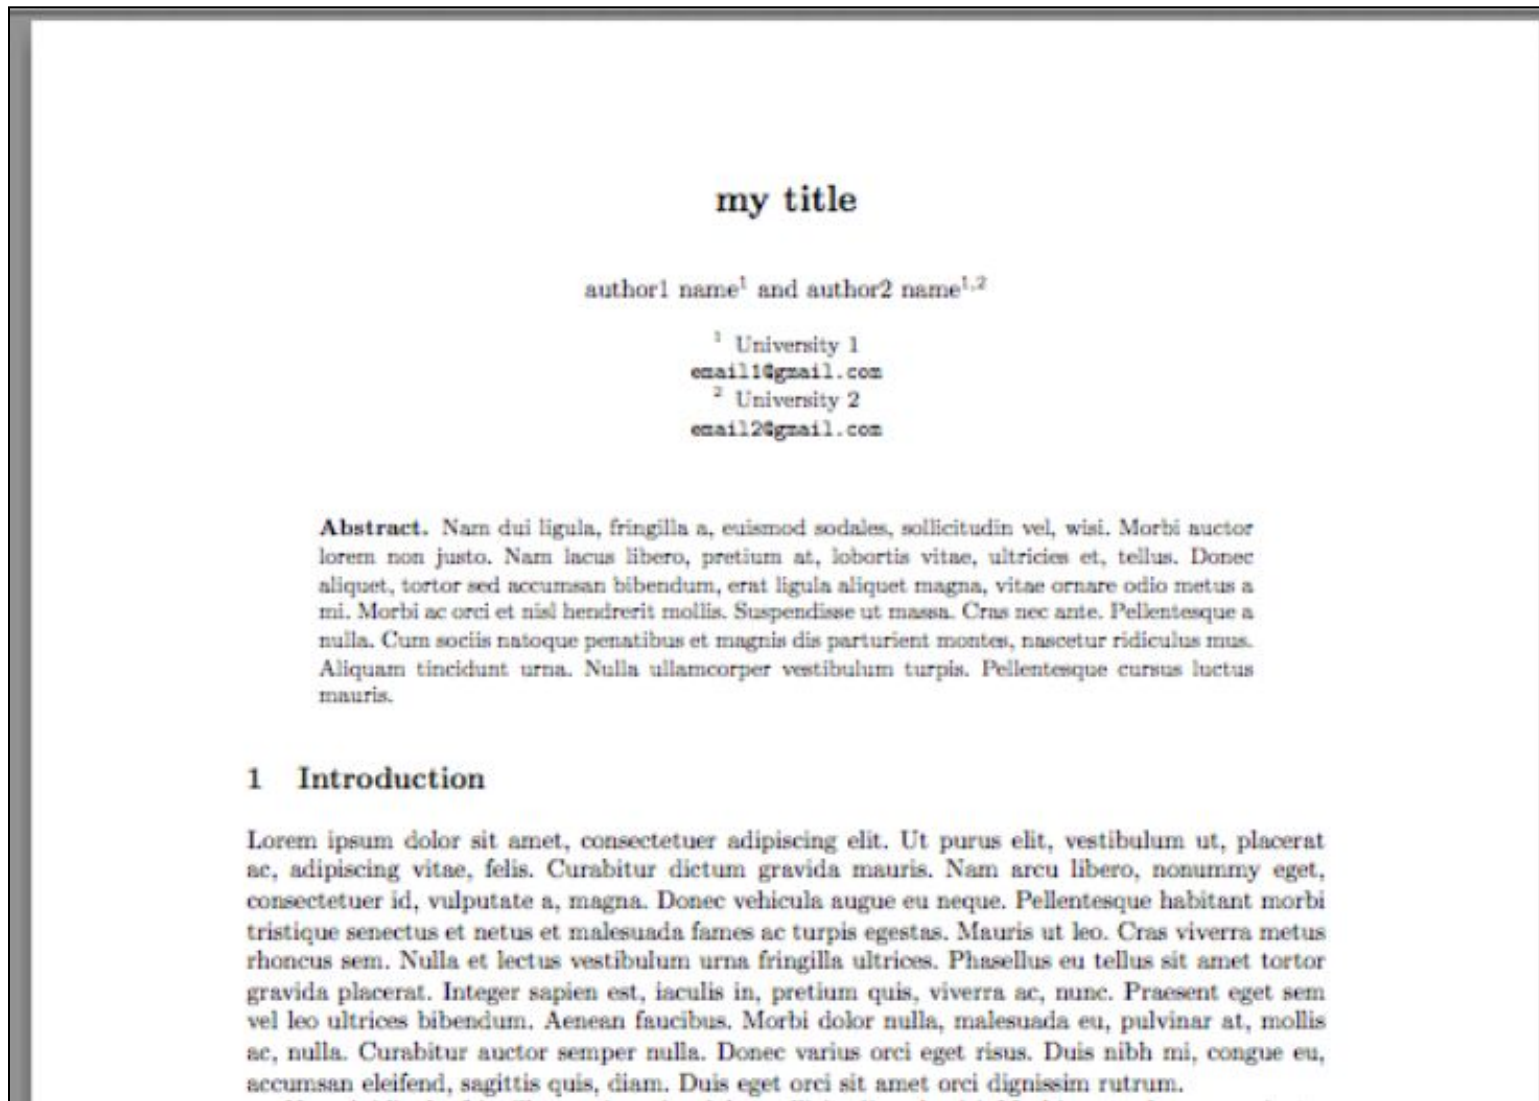 my title
author1 name1 and author2 name1,2
1 University 1
email1@gmail.com
2 University 2
email2@gmail.com
Abstract. Nam dui ligula, fringilla a, euismod sodales, sollicitudin vel, wisi. Morbi auctor
lorem non justo. Nam lacus libero, pretium at, lobortis vitae, ultricies et, tellus. Donec
aliquet, tortor sed accumsan bibendum, erat ligula aliquet magna, vitae ornare odio metus a
mi. Morbi ac orci et nisl hendrerit mollis. Suspendisse ut massa. Cras nec ante. Pellentesque a
nulla. Cum sociis natoque penatibus et magnis dis parturient montes, nascetur ridiculus mus.
Aliquam tincidunt urna. Nulla ullamcorper vestibulum turpis. Pellentesque cursus luctus
mauris.
1 Introduction
Lorem ipsum dolor sit amet, consectetuer adipiscing elit. Ut purus elit, vestibulum ut, placerat
ac, adipiscing vitae, felis. Curabitur dictum gravida mauris. Nam arcu libero, nonummy eget,
consectetuer id, vulputate a, magna. Donec vehicula augue eu neque. Pellentesque habitant morbi
tristique senectus et netus et malesuada fames ac turpis egestas. Mauris ut leo. Cras viverra metus
rhoncus sem. Nulla et lectus vestibulum urna fringilla ultrices. Phasellus eu tellus sit amet tortor
gravida placerat. Integer sapien est, iaculis in, pretium quis, viverra ac, nunc. Praesent eget sem
vel leo ultrices bibendum. Aenean faucibus. Morbi dolor nulla, malesuada eu, pulvinar at, mollis
ac, nulla. Curabitur auctor semper nulla. Donec varius orci eget risus. Duis nibh mi, congue eu,
accumsan eleifend, sagittis quis, diam. Duis eget orci sit amet orci dignissim rutrum.